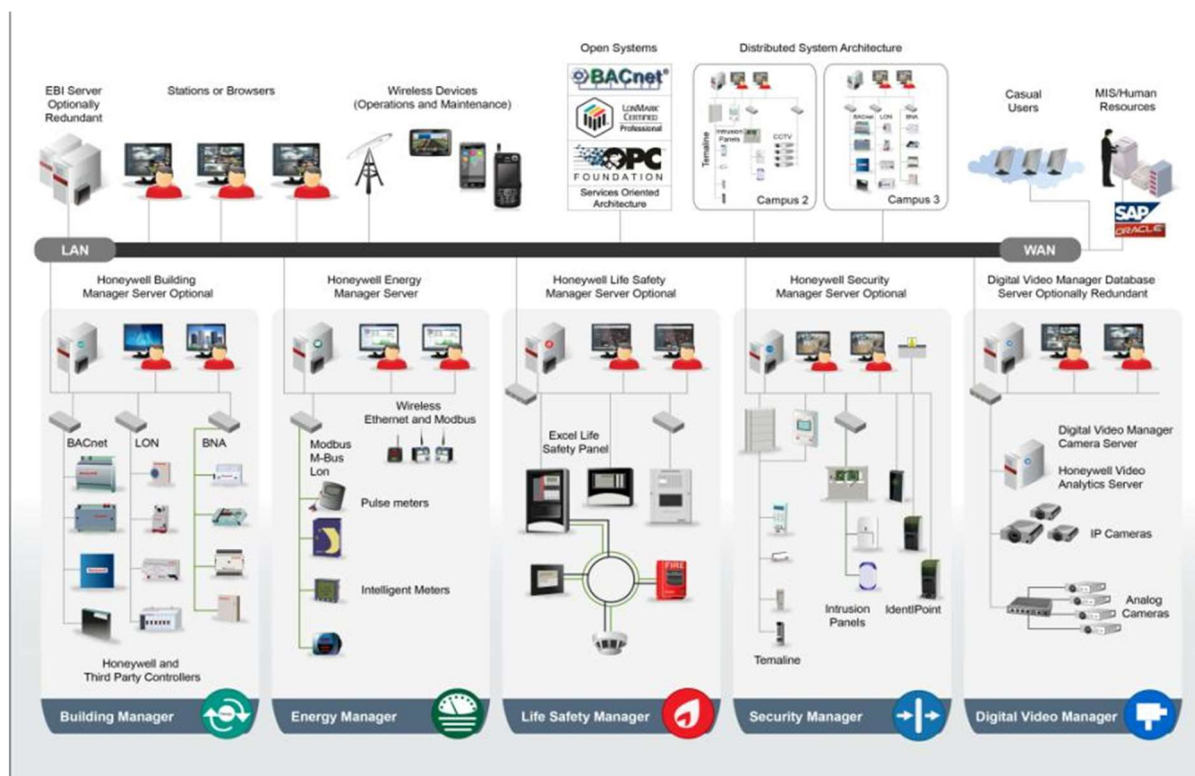 Open Systems
Distributed System Architecture
EBI Server
Optionally
Redundant
Stations or Browsers
Wireless Devices
(Operations and Maintenance)
BACnet®
LONMARK
CERTIFIED
Professional
OPC
FOUNDATION
Services Oriented
Architecture
Temaline
Intrusion
Panels
CCTV
Campus 2
BACnet LON BNA
Campus 3
Casual
Users
MIS/Human
Resources
SAP
ORACLE
LAN
WAN
Honeywell Building
Manager Server Optional
Honeywell Energy
Manager Server
Honeywell Life Safety
Manager Server Optional
Honeywell Security
Manager Server Optional
Digital Video Manager Database
Server Optionally Redundant
BACnet
LON
BNA
Honeywell and
Third Party Controllers
Wireless
Ethernet and Modbus
Modbus
M-Bus
Lon
Pulse meters
Intelligent Meters
Excel Life
Safety Panel
FIRE
Temaline
Intrusion
Panels
IdentIPoint
Digital Video Manager
Camera Server
Honeywell Video
Analytics Server
IP Cameras
Analog
Cameras
Building Manager
Energy Manager
Life Safety Manager
Security Manager
Digital Video Manager